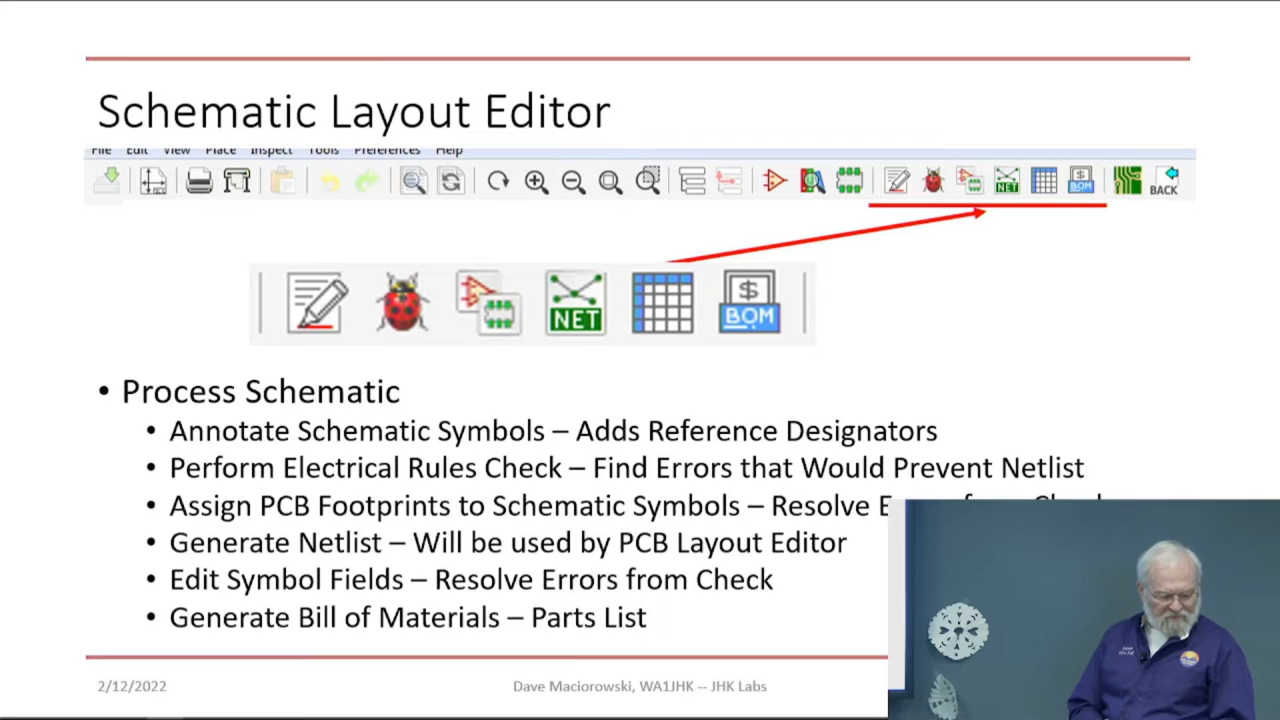 Schematic Layout Editor
File Edit View Place Inspect Tools Preferences Help
NET
$
BOM
BACK
NET
$
BOM
• Process Schematic
• Annotate Schematic Symbols – Adds Reference Designators
• Perform Electrical Rules Check – Find Errors that Would Prevent Netlist
• Assign PCB Footprints to Schematic Symbols – Resolve
• Generate Netlist – Will be used by PCB Layout Editor
• Edit Symbol Fields – Resolve Errors from Check
• Generate Bill of Materials – Parts List
2/12/2022
Dave Maciorowski, WA1JHK -- JHK Labs